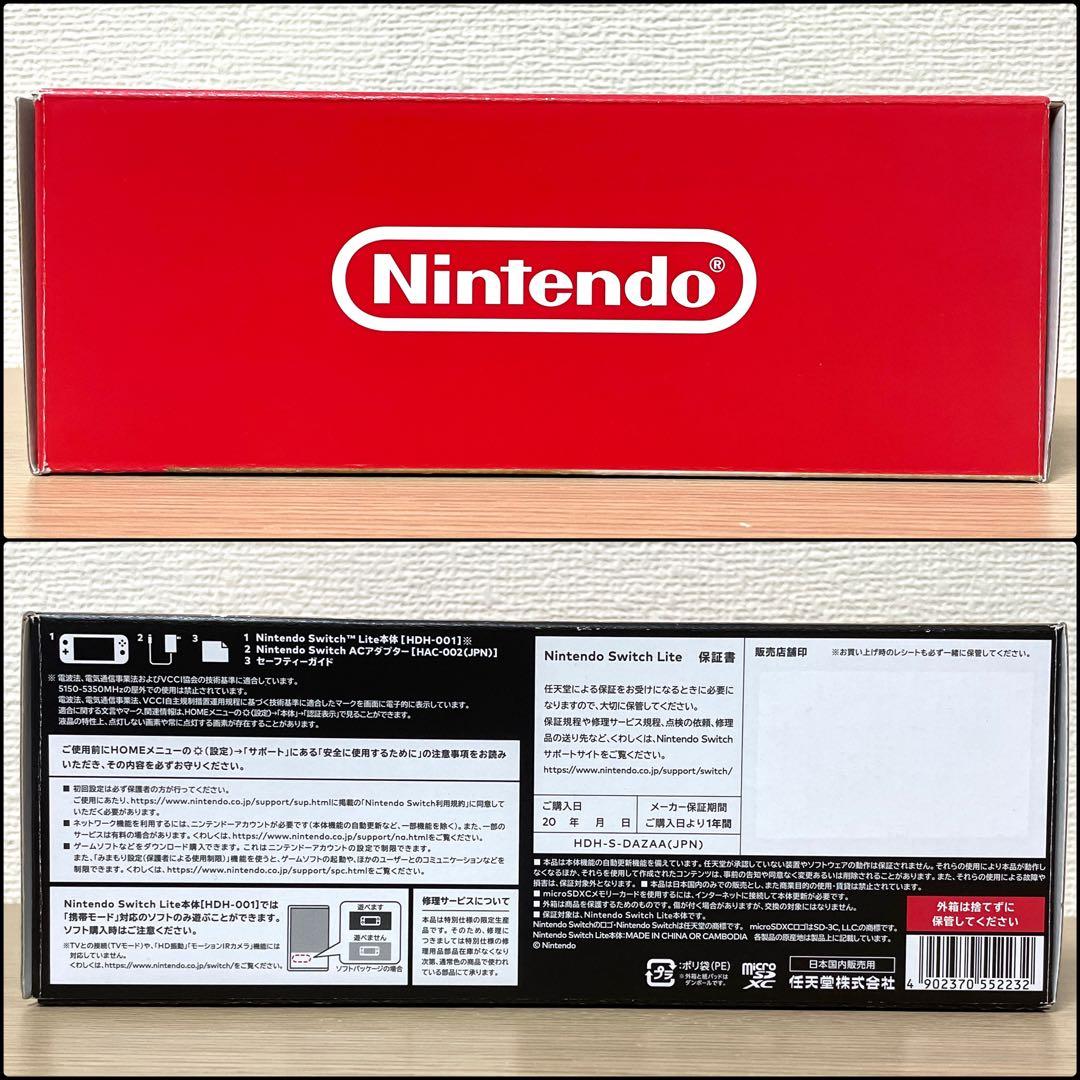 Nintendo®
1 2 3
1 Nintendo Switch™ Lite本体[HDH-001]※
2 Nintendo Switch ACアダプター[HAC-002(JPN)]
3 セーフティーガイド
※ 電波法、電気通信事業法およびVCCI協会の技術基準に適合しています。
5150-5350MHzの屋外での使用は禁止されています。
電波法、電気通信事業法、VCCI自主規制措置運用規程に基づく技術基準に適合したマークを画面に電子的に表示しています。
適合に関する文言やマーク、関連情報は、HOMEメニューの(設定)→「本体」→「認証表示」で見ることができます。
液晶の特性上、点灯しない画素や常に点灯する画素が存在することがあります。
ご使用前にHOMEメニューの(設定)→「サポート」にある「安全に使用するために」の注意事項をお読み
いただき、その内容を必ずお守りください。
■ 初回設定は必ず保護者の方が行ってください。
ご使用にあたり、https://www.nintendo.co.jp/support/sup.htmlに掲載の「Nintendo Switch利用規約」に同意して
いただく必要があります。
■ ネットワーク機能を利用するには、ニンテンドーアカウントが必要です(本体機能の自動更新など、一部機能を除く)。また、一部の
サービスは有料の場合があります。くわしくは、https://www.nintendo.co.jp/support/na.htmlをご覧ください。
■ ゲームソフトなどをダウンロード購入できます。これはニンテンドーアカウントの設定で制限できます。
また、「みまもり設定(保護者による使用制限)」機能を使うと、ゲームソフトの起動や、ほかのユーザーとのコミュニケーションなどを
制限できます。くわしくは、https://www.nintendo.co.jp/support/spc.htmlをご覧ください。
Nintendo Switch Lite本体[HDH-001]では
「携帯モード」対応のソフトのみ遊ぶことができます。
ソフト購入時はご注意ください。
※TVとの接続(TVモード)や、「HD振動」「モーションIRカメラ」機能には
対応していません。
くわしくは、https://www.nintendo.co.jp/switch/をご覧ください。
遊べます
遊べません
ソフトパッケージの場合
修理サービスについて
本品は特別仕様の限定生産
品です。そのため、修理に
つきましては特別仕様の修
理用部品在庫がなくなり
次第、通常色の商品で使われ
ている部品にて承ります。
Nintendo Switch Lite 保証書
任天堂による保証をお受けになるときに必要に
なりますので、大切に保管してください。
保証規程や修理サービス規程、点検の依頼、修理
品の送り先など、くわしくは、Nintendo Switch
サポートサイトをご覧ください。
https://www.nintendo.co.jp/support/switch/
ご購入日
20 年 月 日
メーカー保証期間
ご購入日より1年間
HDH-S-DAZAA(JPN)
販売店舗印 ※お買い上げ時のレシートも必ず一緒に保管してください。
■ 本品は本体機能の自動更新機能を備えています。任天堂が承認していない装置やソフトウェアの動作は保証されません。それらの使用により本品が動作し
なくなるほか、それらを使用して作成されたコンテンツは、事前の告知や同意なく変更あるいは削除されることがあります。また、それらの使用による故障や
損害は、保証対象外となります。■ 本品は日本国内のみでの販売とし、また商業目的の使用・賃貸は禁止されています。
■ microSDXCメモリーカードを使用するには、インターネットに接続して本体更新が必要です。
■ 外箱は商品を保護するためのものです。傷が付く場合がありますが、交換の対象にはなりません。
■ 保証対象は、Nintendo Switch Lite本体です。
Nintendo Switchのロゴ・Nintendo Switchは任天堂の商標です。 microSDXCロゴはSD-3C, LLCの商標です。
Nintendo Switch Lite本体:MADE IN CHINA OR CAMBODIA 各製品の原産地は製品上に記載しています。
© Nintendo
外箱は捨てずに
保管してください
プラ
:ポリ袋(PE)
※外箱と紙パッドは
ダンボールです。
micro SD XC
日本国内販売用
任天堂株式会社
4 902370 552232